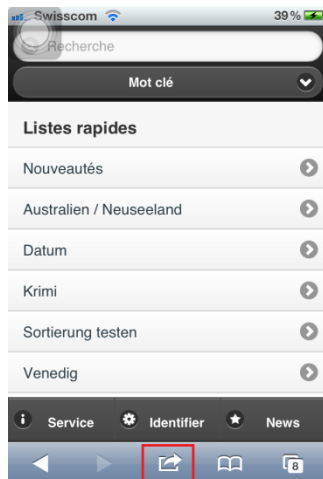 Swisscom 39%
Recherche
Mot clé
Listes rapides
Nouveautés
Australien / Neuseeland
Datum
Krimi
Sortierung testen
Venedig
Service Identifier News
8